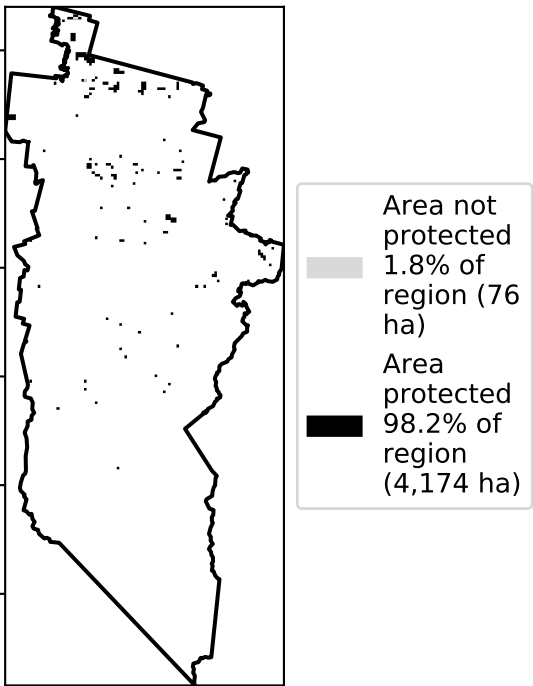 Area not
protected
1.8% of
region (76
ha)
Area
protected
98.2% of
region
(4,174 ha)